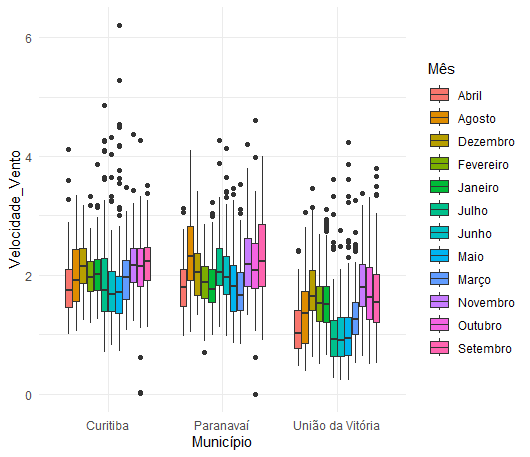 Velocidade_Vento
6
4
2
0
Curitiba
Paranavaí
União da Vitória
Município
Mês
Abril
Agosto
Dezembro
Fevereiro
Janeiro
Julho
Junho
Maio
Março
Novembro
Outubro
Setembro